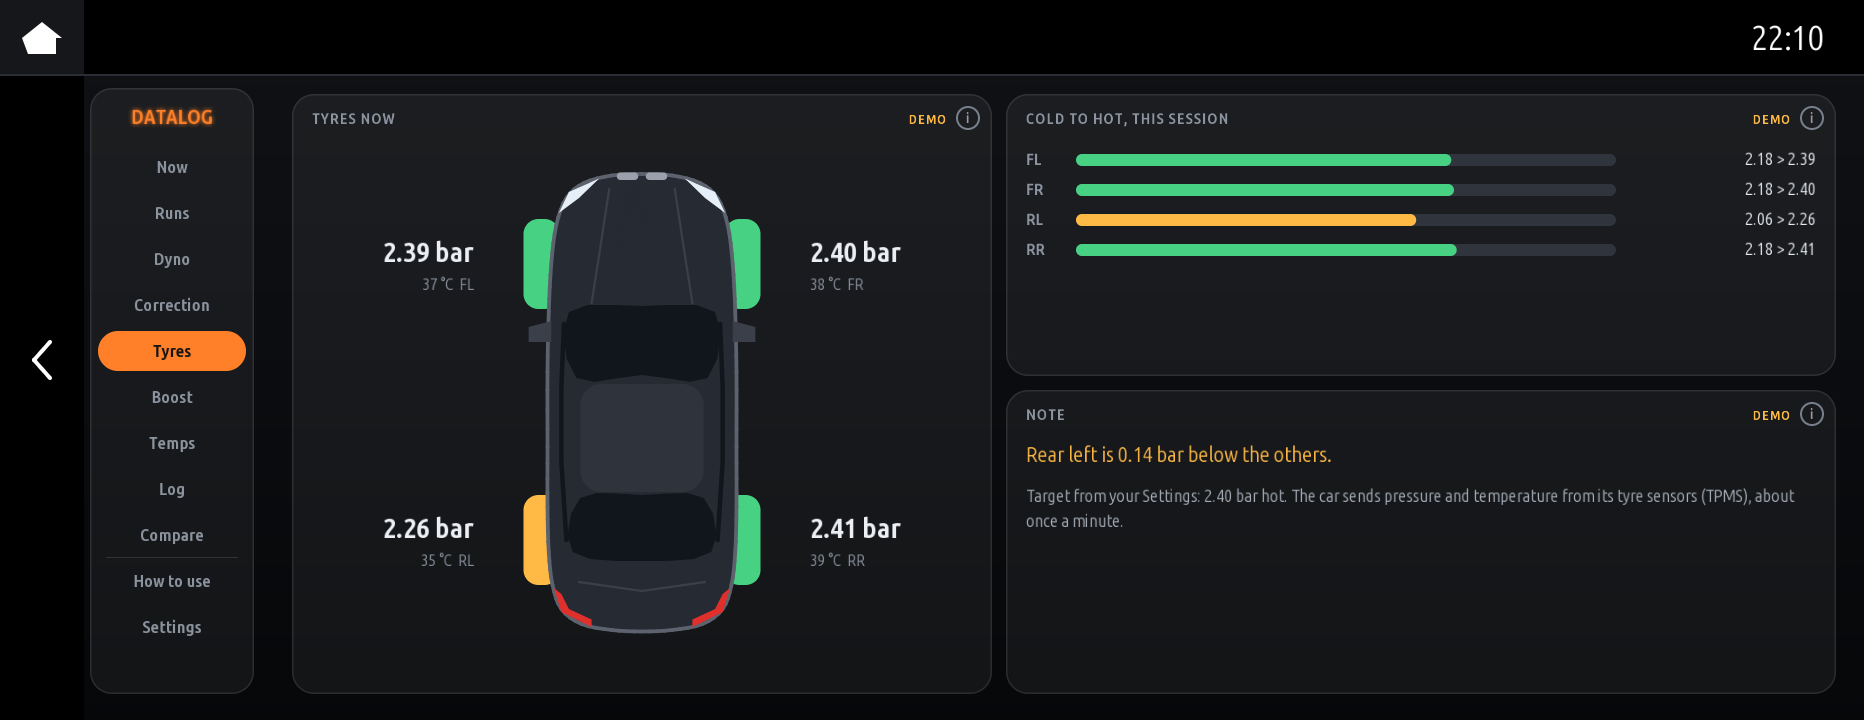 22:10
DATALOG
Now
Runs
Dyno
Correction
Tyres
Boost
Temps
Log
Compare
How to use
Settings
TYRES NOW
DEMO i
2.39 bar
37 °C FL
2.40 bar
38 °C FR
2.26 bar
35 °C RL
2.41 bar
39 °C RR
COLD TO HOT, THIS SESSION
DEMO i
FL 2.18 > 2.39
FR 2.18 > 2.40
RL 2.06 > 2.26
RR 2.18 > 2.41
NOTE
DEMO i
Rear left is 0.14 bar below the others.
Target from your Settings: 2.40 bar hot. The car sends pressure and temperature from its tyre sensors (TPMS), about
once a minute.